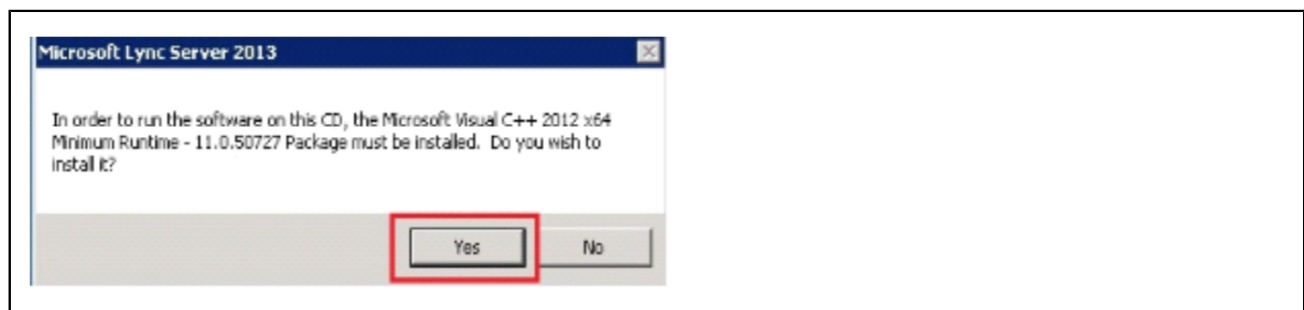 Microsoft Lync Server 2013
In order to run the software on this CD, the Microsoft Visual C++ 2012 x64
Minimum Runtime - 11.0.50727 Package must be installed. Do you wish to
install it?
Yes No